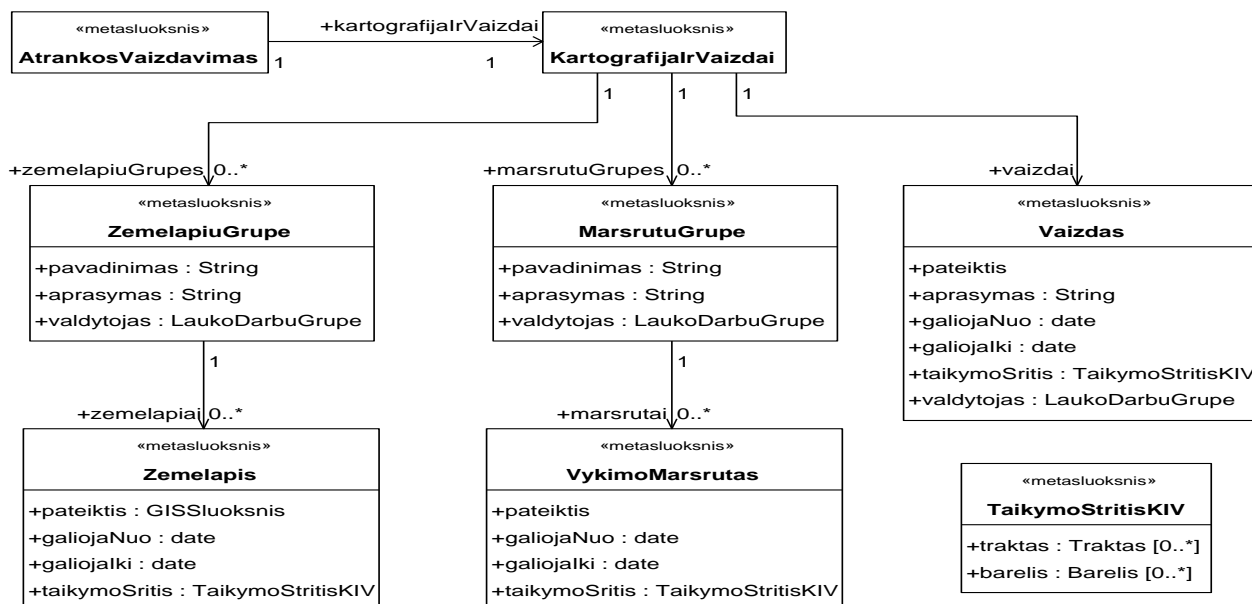 «metasluoksnis»
AtrankosVaizdavimas
+kartografijaIrVaizdai
1
1
«metasluoksnis»
KartografijaIrVaizdai
1
1
1
+zemelapiuGrupes 0..*
+marsrutuGrupes 0..*
+vaizdai
«metasluoksnis»
ZemelapiuGrupe
+pavadinimas : String
+aprasymas : String
+valdytojas : LaukoDarbuGrupe
«metasluoksnis»
MarsrutuGrupe
+pavadinimas : String
+aprasymas : String
+valdytojas : LaukoDarbuGrupe
«metasluoksnis»
Vaizdas
+pateiktis
+aprasymas : String
+galiojaNuo : date
+galiojaIki : date
+taikymoSritis : TaikymoStritisKIV
+valdytojas : LaukoDarbuGrupe
1
1
+zemelapiai 0..*
+marsrutai 0..*
«metasluoksnis»
Zemelapis
+pateiktis : GISSluoksnis
+galiojaNuo : date
+galiojaIki : date
+taikymoSritis : TaikymoStritisKIV
«metasluoksnis»
VykimoMarsrutas
+pateiktis
+galiojaNuo : date
+galiojaIki : date
+taikymoSritis : TaikymoStritisKIV
«metasluoksnis»
TaikymoStritisKIV
+traktas : Traktas [0..*]
+barelis : Barelis [0..*]